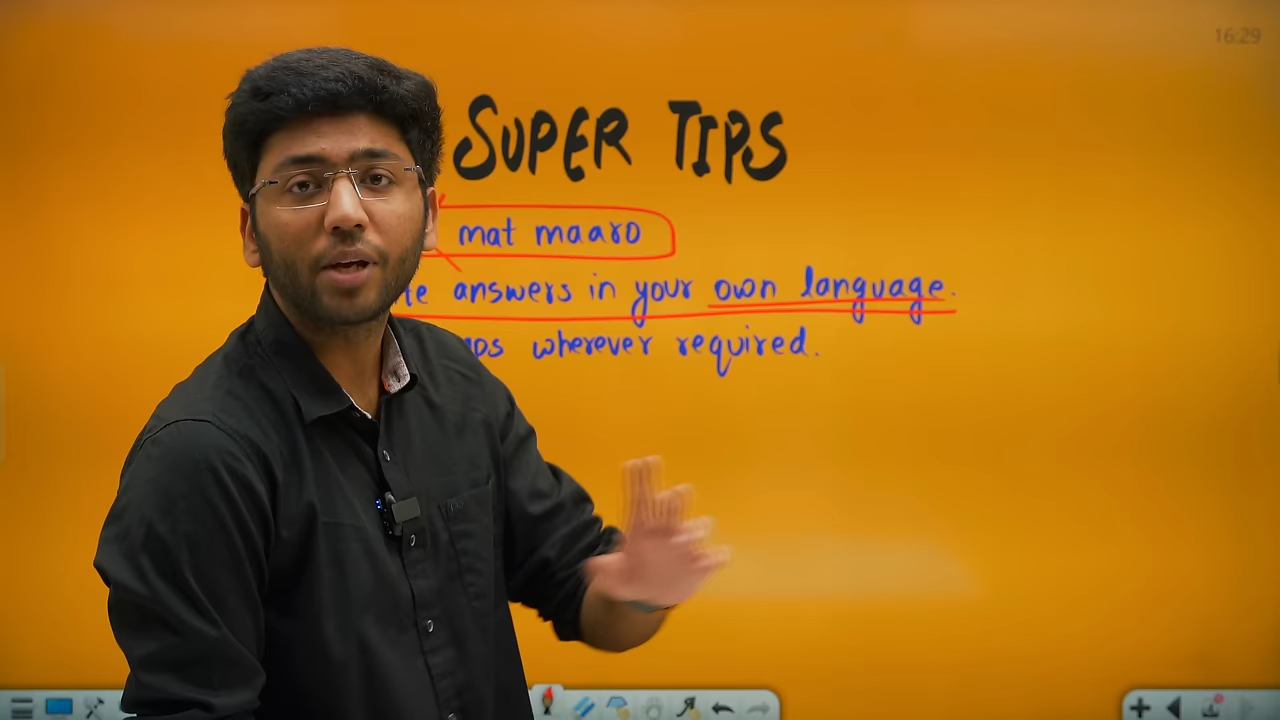 16:29
SUPER TIPS
mat maaro
answers in your own language.
wherever required.